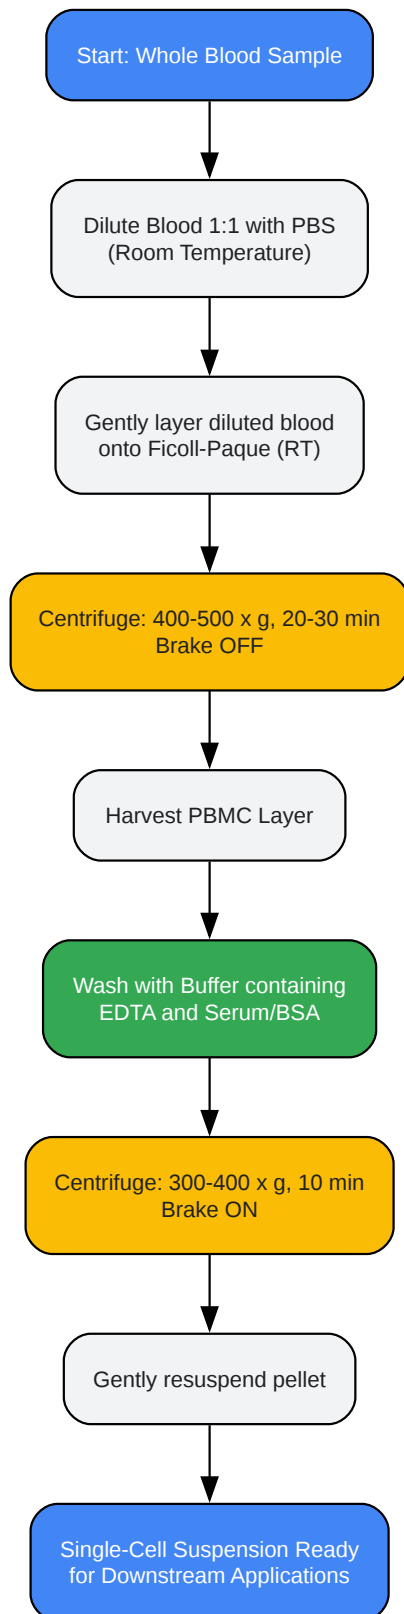 Start: Whole Blood Sample
Dilute Blood 1:1 with PBS
(Room Temperature)
Gently layer diluted blood
onto Ficoll-Paque (RT)
Centrifuge: 400-500 x g, 20-30 min
Brake OFF
Harvest PBMC Layer
Wash with Buffer containing
EDTA and Serum/BSA
Centrifuge: 300-400 x g, 10 min
Brake ON
Gently resuspend pellet
Single-Cell Suspension Ready
for Downstream Applications